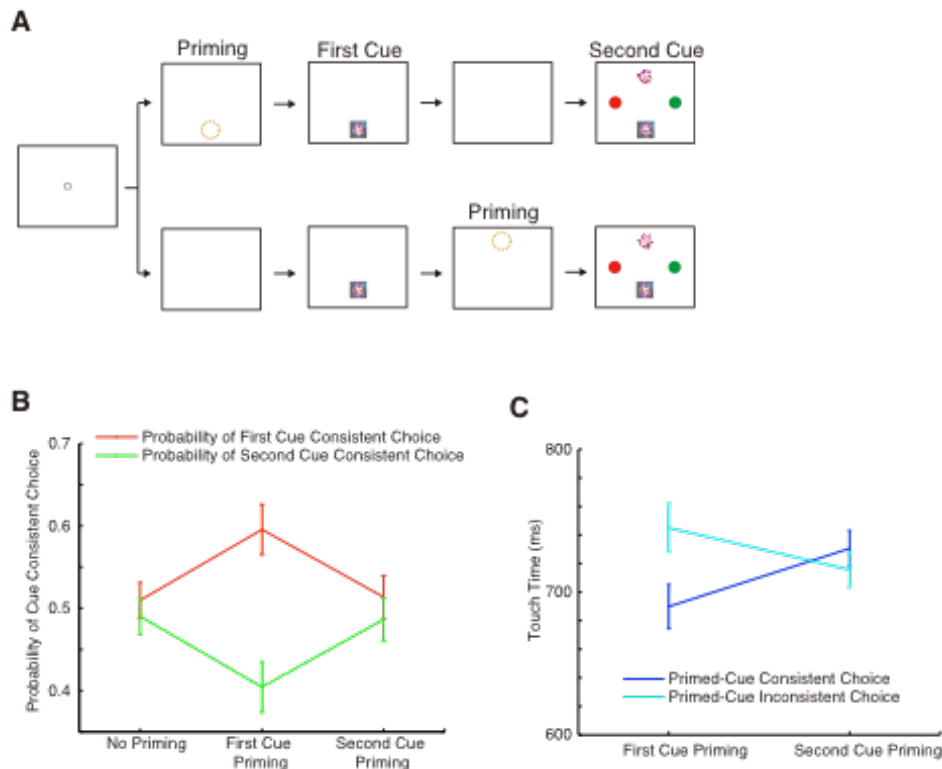 A
Priming
First Cue
Second Cue
Priming
B
Probability of First Cue Consistent Choice
Probability of Second Cue Consistent Choice
Probability of Cue Consistent Choice
0.7
0.6
0.5
0.4
No Priming
First Cue
Priming
Second Cue
Priming
C
800
700
600
Touch Time (ms)
Primed-Cue Consistent Choice
Primed-Cue Inconsistent Choice
First Cue Priming
Second Cue Priming